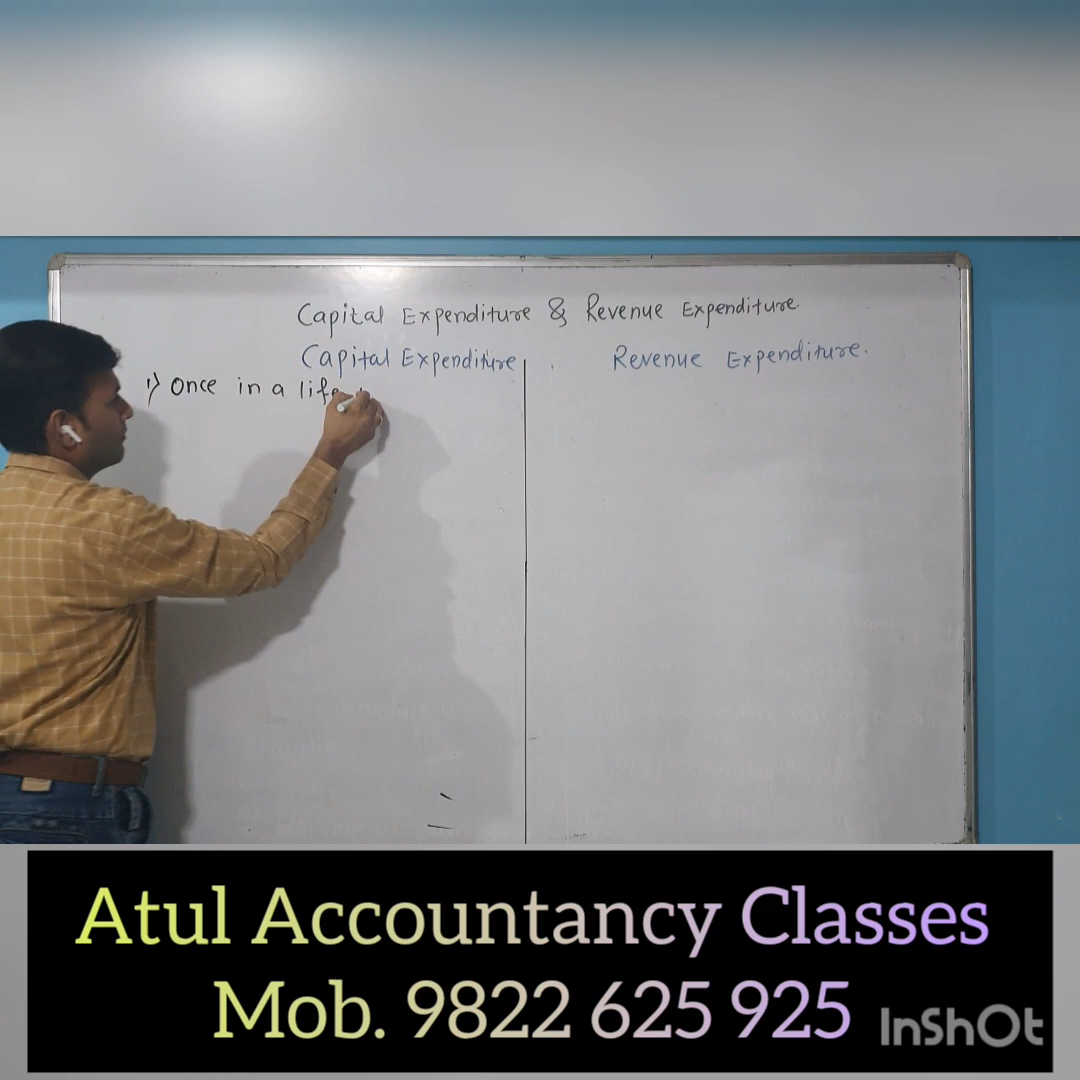 Capital Expenditure & Revenue Expenditure.
Capital Expenditure
Revenue Expenditure.
1) Once in a life
Atul Accountancy Classes
Mob. 9822 625 925
InShOt